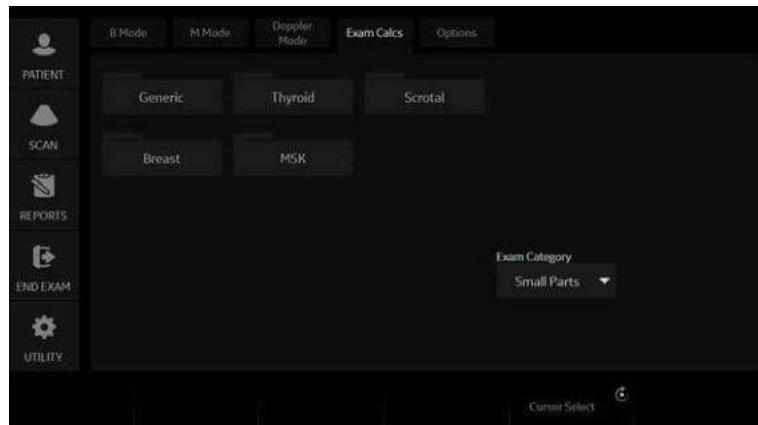 B Mode
M Mode
Doppler
Mode
Exam Calcs
Options
PATIENT
Generic
Thyroid
Scrotal
SCAN
Breast
MSK
REPORTS
Exam Category
Small Parts
END EXAM
UTILITY
Cursor Select